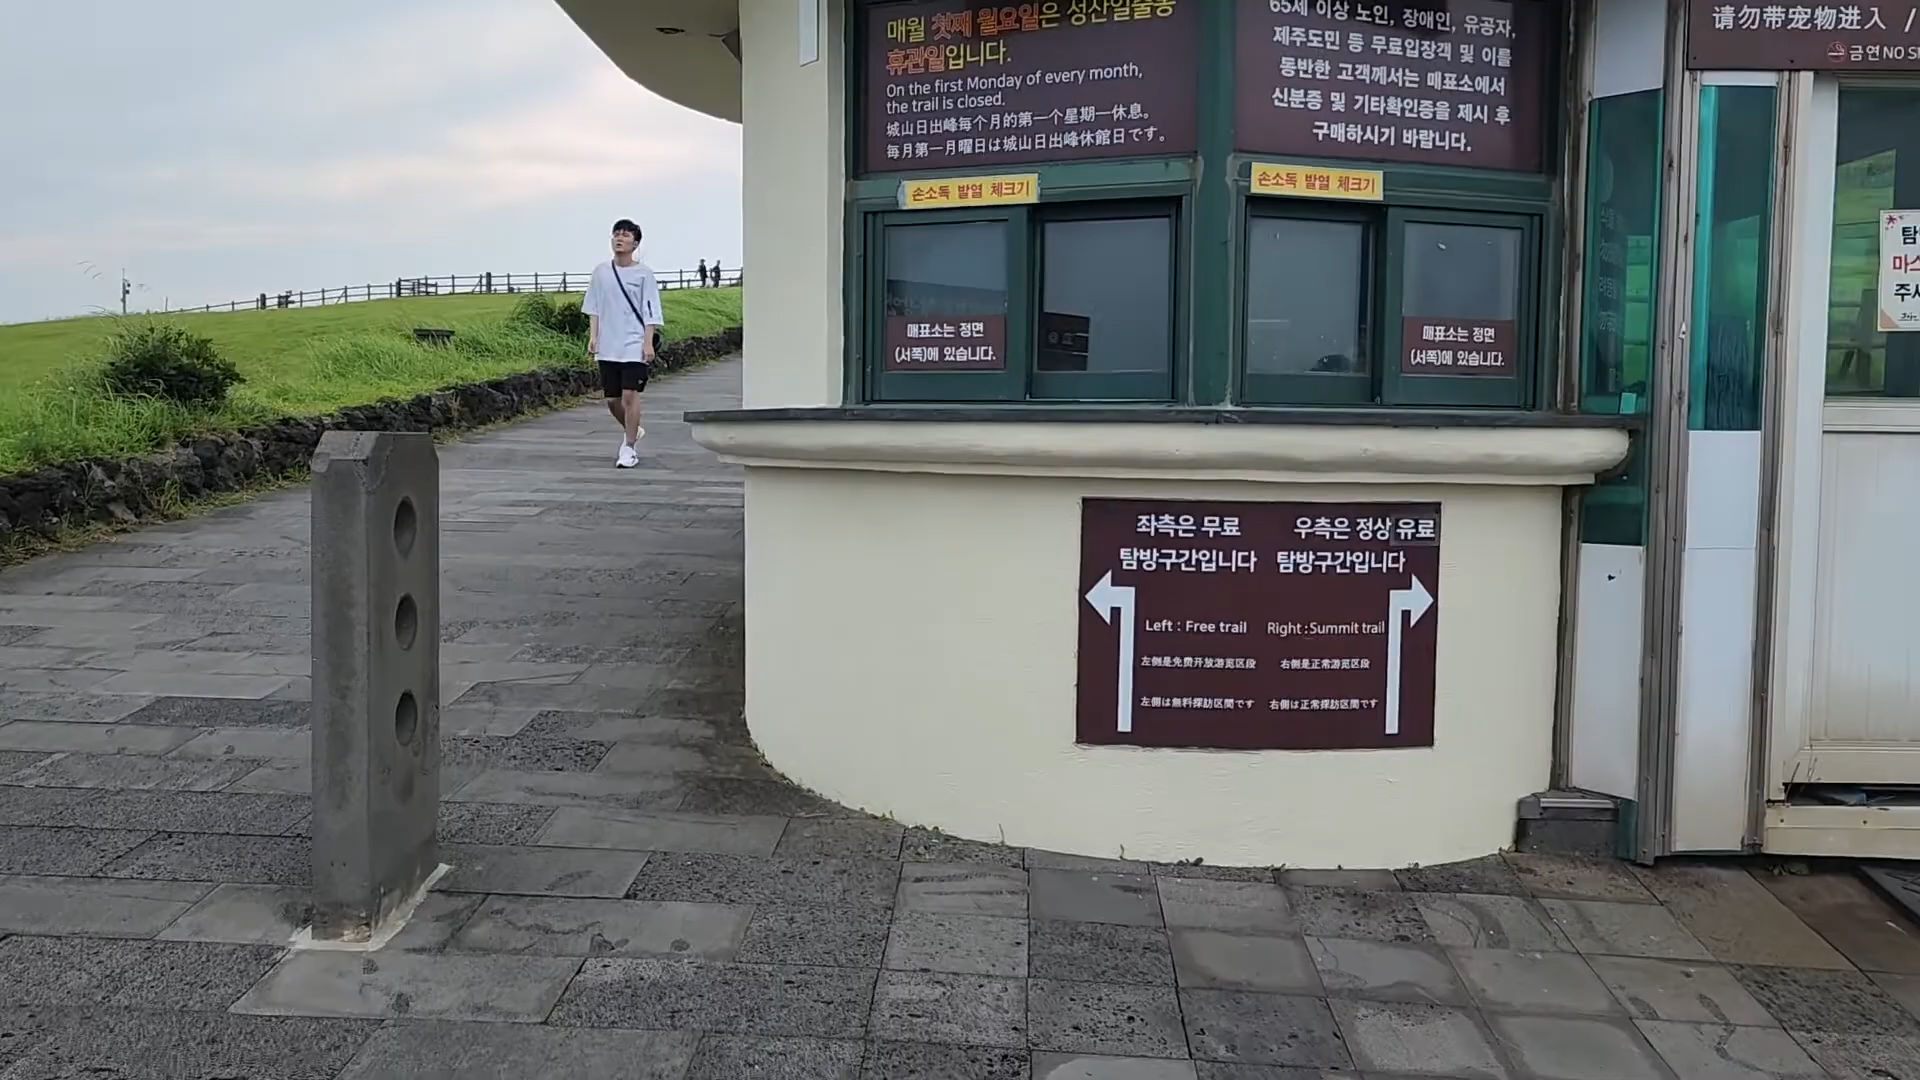 매월 첫째 월요일은 성산일출봉
휴관일입니다.
On the first Monday of every month,
the trail is closed.
城山日出峰每个月的第一个星期一休息。
毎月第一月曜日は城山日出峰休館日です。
65세 이상 노인, 장애인, 유공자,
제주도민 등 무료입장객 및 이를
동반한 고객께서는 매표소에서
신분증 및 기타확인증을 제시 후
구매하시기 바랍니다.
请勿带宠物进入 /
금연 NO S
손소독 발열 체크기
손소독 발열 체크기
매표소는 정면
(서쪽)에 있습니다.
매표소는 정면
(서쪽)에 있습니다.
탐
마스
주시
좌측은 무료
탐방구간입니다
우측은 정상 유료
탐방구간입니다
Left : Free trail
Right : Summit trail
左侧是免费开放游览区段
右侧是正常游览区段
左側は無料探訪区間です
右側は正常探訪区間です